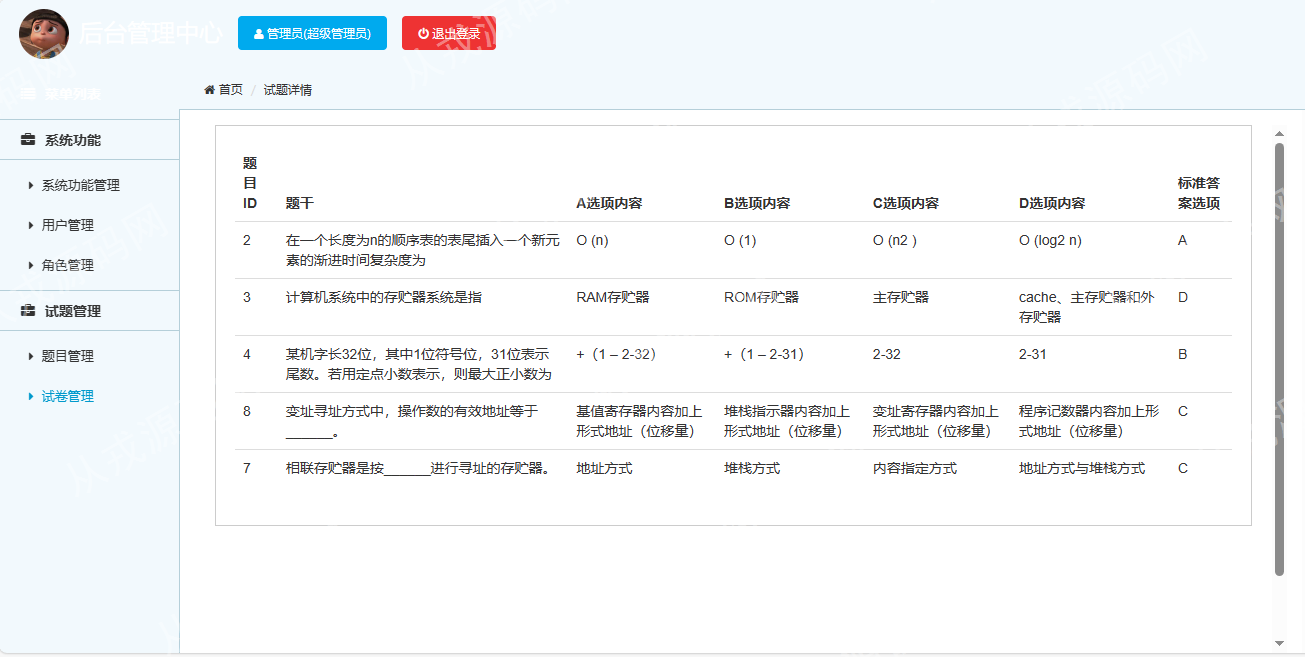 后台管理中心
管理员(超级管理员)
退出登录
菜单列表
首页 / 试题详情
系统功能
系统功能管理
用户管理
角色管理
试题管理
题目管理
试卷管理
题
目
ID
题干
A选项内容
B选项内容
C选项内容
D选项内容
标准答
案选项
2
在一个长度为n的顺序表的表尾插入一个新元
素的渐进时间复杂度为
O (n)
O (1)
O (n2 )
O (log2 n)
A
3
计算机系统中的存贮器系统是指
RAM存贮器
ROM存贮器
主存贮器
cache、主存贮器和外
存贮器
D
4
某机字长32位，其中1位符号位，31位表示
尾数。若用定点小数表示，则最大正小数为
+（1 – 2-32）
+（1 – 2-31）
2-32
2-31
B
8
变址寻址方式中，操作数的有效地址等于
______。
基值寄存器内容加上
形式地址（位移量）
堆栈指示器内容加上
形式地址（位移量）
变址寄存器内容加上
形式地址（位移量）
程序记数器内容加上形
式地址（位移量）
C
7
相联存贮器是按______进行寻址的存贮器。
地址方式
堆栈方式
内容指定方式
地址方式与堆栈方式
C
从戎源码网